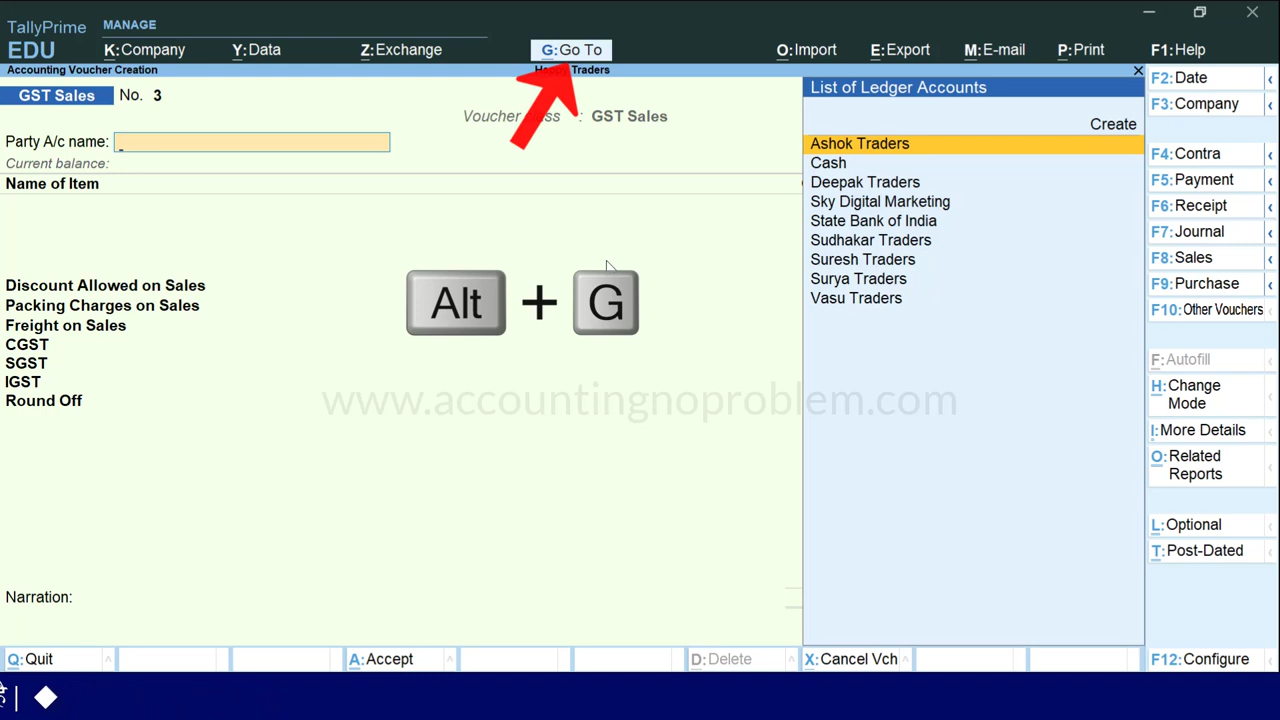 TallyPrime MANAGE
EDU K:Company Y:Data Z:Exchange G:Go To O:Import E:Export M:E-mail P:Print F1:Help
Accounting Voucher Creation Happy Traders
GST Sales No. 3
Voucher : GST Sales
Party A/c name:
Current balance:
Name of Item
Discount Allowed on Sales
Packing Charges on Sales
Freight on Sales
CGST
SGST
IGST
Round Off
Alt + G
www.accountingnoproblem.com
Narration:
List of Ledger Accounts
Create
Ashok Traders
Cash
Deepak Traders
Sky Digital Marketing
State Bank of India
Sudhakar Traders
Suresh Traders
Surya Traders
Vasu Traders
F2:Date
F3:Company
F4:Contra
F5:Payment
F6:Receipt
F7:Journal
F8:Sales
F9:Purchase
F10:Other Vouchers
F:Autofill
H:Change
Mode
I:More Details
O:Related
Reports
L:Optional
T:Post-Dated
Q:Quit A:Accept D:Delete X:Cancel Vch F12:Configure